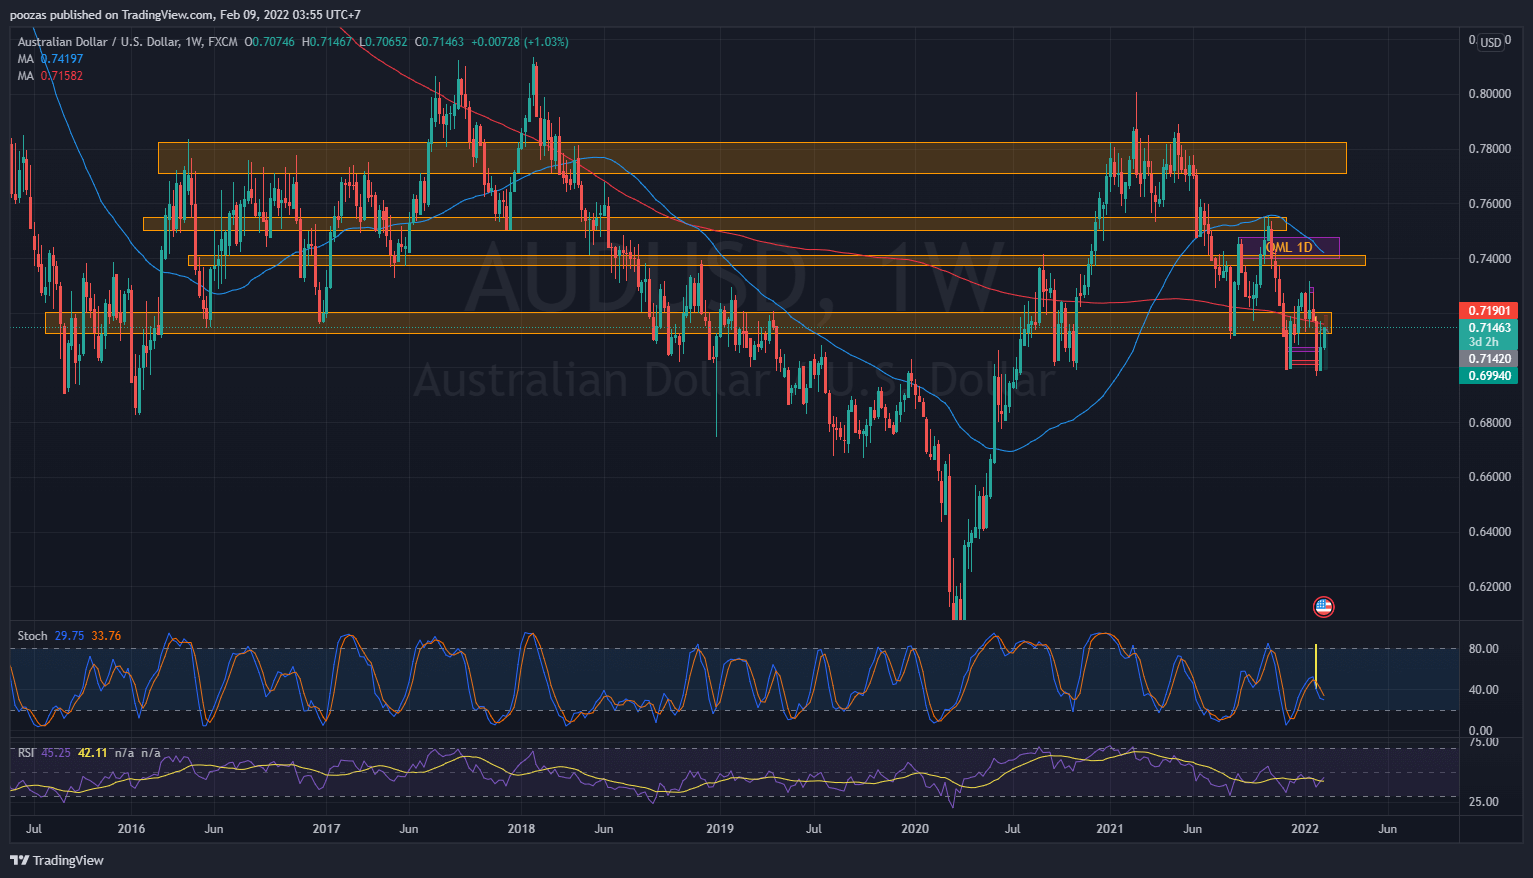 poozas published on TradingView.com, Feb 09, 2022 03:55 UTC+7
Australian Dollar / U.S. Dollar, 1W, FXCM O0.70746 H0.71467 L0.70652 C0.71463 +0.00728 (+1.03%)
MA 0.74197
MA 0.71582
USD
0.80000
0.78000
0.76000
QML 1D
0.74000
AUDUSD, 1W
0.71901
0.71463
3d 2h
0.71420
0.69940
Australian Dollar / U.S. Dollar
0.68000
0.66000
0.64000
0.62000
Stoch 29.75 33.76
80.00
40.00
0.00
RSI 45.25 42.11 n/a n/a
75.00
25.00
Jul 2016 Jun 2017 Jun 2018 Jun 2019 Jul 2020 Jul 2021 Jun 2022 Jun
TradingView